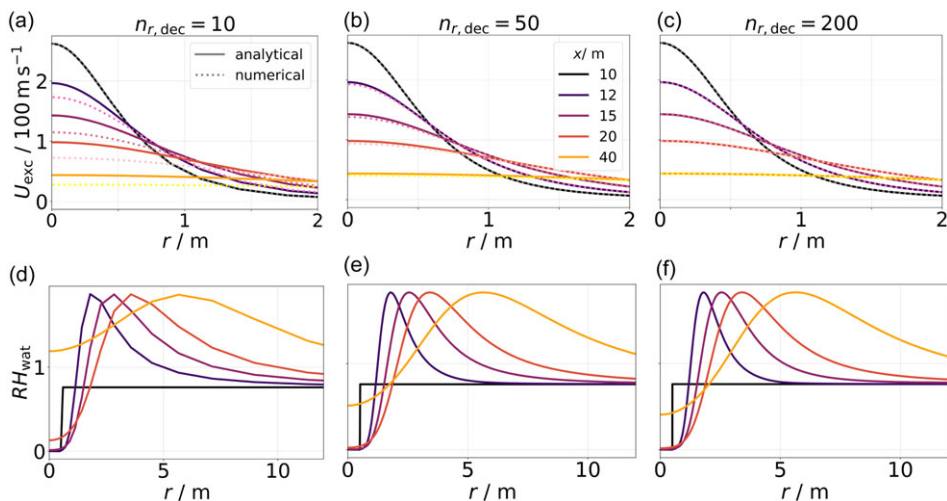 (a) n_r, dec = 10
(b) n_r, dec = 50
(c) n_r, dec = 200
U_exc / 100 m s⁻¹
2
1
0
analytical
numerical
x/ m
10
12
15
20
40
0 1 2
0 1 2
0 1 2
r / m
r / m
r / m
(d)
(e)
(f)
RH_wat
1
0
0 5 10
0 5 10
0 5 10
r / m
r / m
r / m